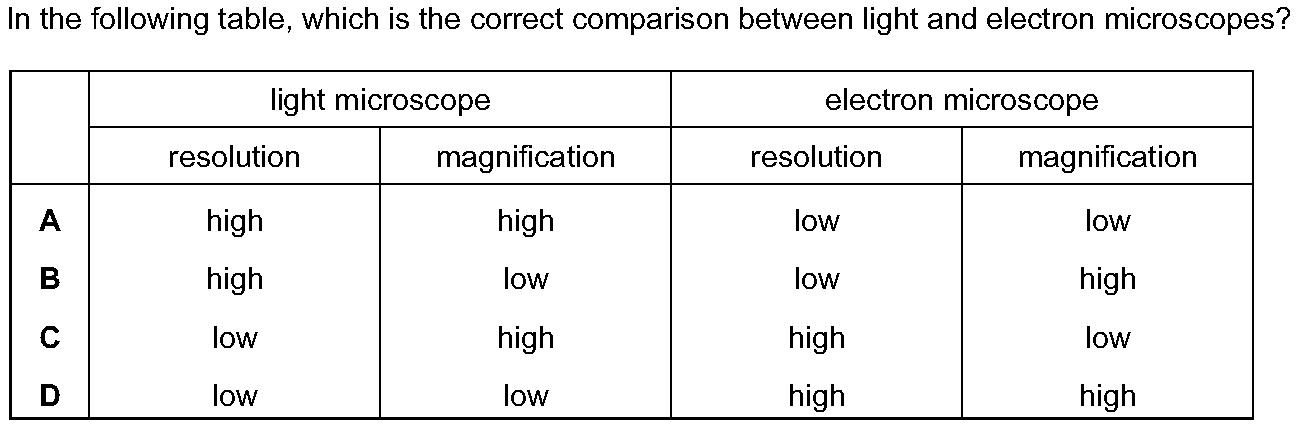 In the following table, which is the correct comparison between light and electron microscopes?
light microscope electron microscope
resolution magnification resolution magnification
A high high low low
B high low low high
C low high high low
D low low high high